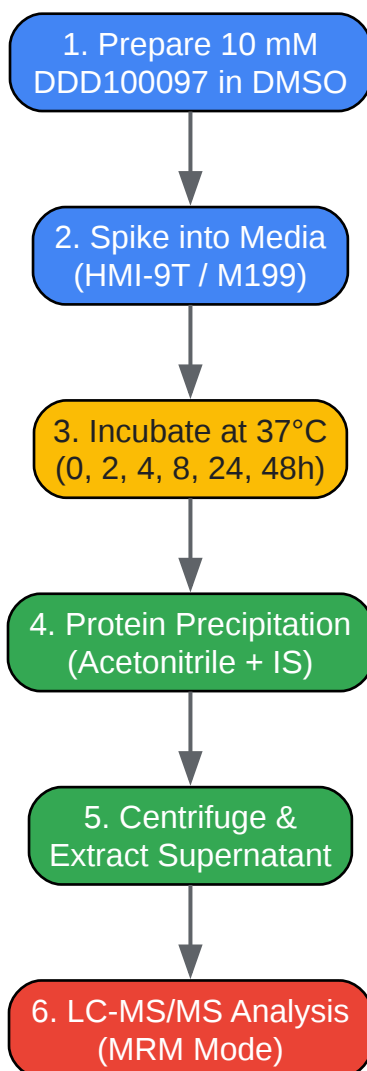 1. Prepare 10 mM
DDD100097 in DMSO
2. Spike into Media
(HMI-9T / M199)
3. Incubate at 37°C
(0, 2, 4, 8, 24, 48h)
4. Protein Precipitation
(Acetonitrile + IS)
5. Centrifuge &
Extract Supernatant
6. LC-MS/MS Analysis
(MRM Mode)